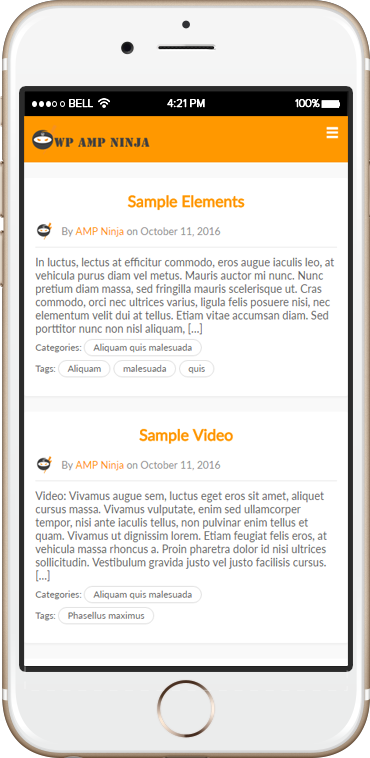 BELL 4:21 PM 100%
WP AMP NINJA
Sample Elements
By AMP Ninja on October 11, 2016
In luctus, lectus at efficitur commodo, eros augue iaculis leo, at
vehicula purus diam vel metus. Mauris auctor mi nunc. Nunc
pretium diam massa, sed fringilla mauris scelerisque ut. Cras
commodo, orci nec ultrices varius, ligula felis posuere nisi, nec
elementum velit dui at tellus. Etiam vitae accumsan diam. Sed
porttitor nunc non nisl aliquam, [...]
Categories: Aliquam quis malesuada
Tags: Aliquam malesuada quis
Sample Video
By AMP Ninja on October 11, 2016
Video: Vivamus augue sem, luctus eget eros sit amet, aliquet
cursus massa. Vivamus vulputate, enim sed ullamcorper
tempor, nisi ante iaculis tellus, non pulvinar enim tellus et
quam. Vivamus ut dignissim lorem. Etiam feugiat felis eros, at
vehicula massa rhoncus a. Proin pharetra dolor id nisi ultrices
sollicitudin. Vestibulum gravida justo vel justo facilisis cursus.
[...]
Categories: Aliquam quis malesuada
Tags: Phasellus maximus